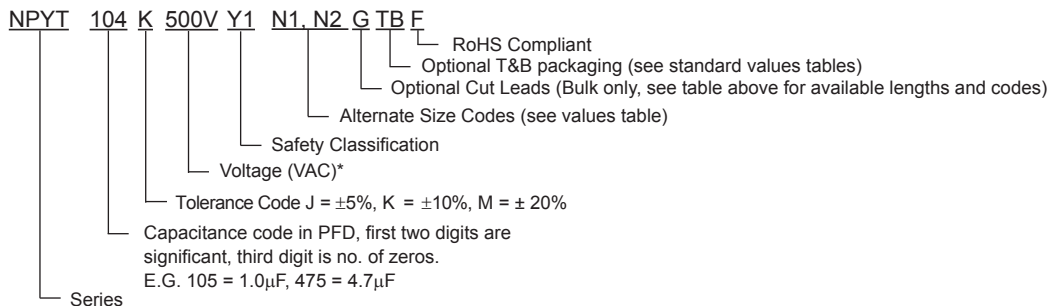 NPYT 104 K 500V Y1 N1, N2 G TB F
RoHS Compliant
Optional T&B packaging (see standard values tables)
Optional Cut Leads (Bulk only, see table above for available lengths and codes)
Alternate Size Codes (see values table)
Safety Classification
Voltage (VAC)*
Tolerance Code J = ±5%, K = ±10%, M = ± 20%
Capacitance code in PFD, first two digits are
significant, third digit is no. of zeros.
E.G. 105 = 1.0μF, 475 = 4.7μF
Series